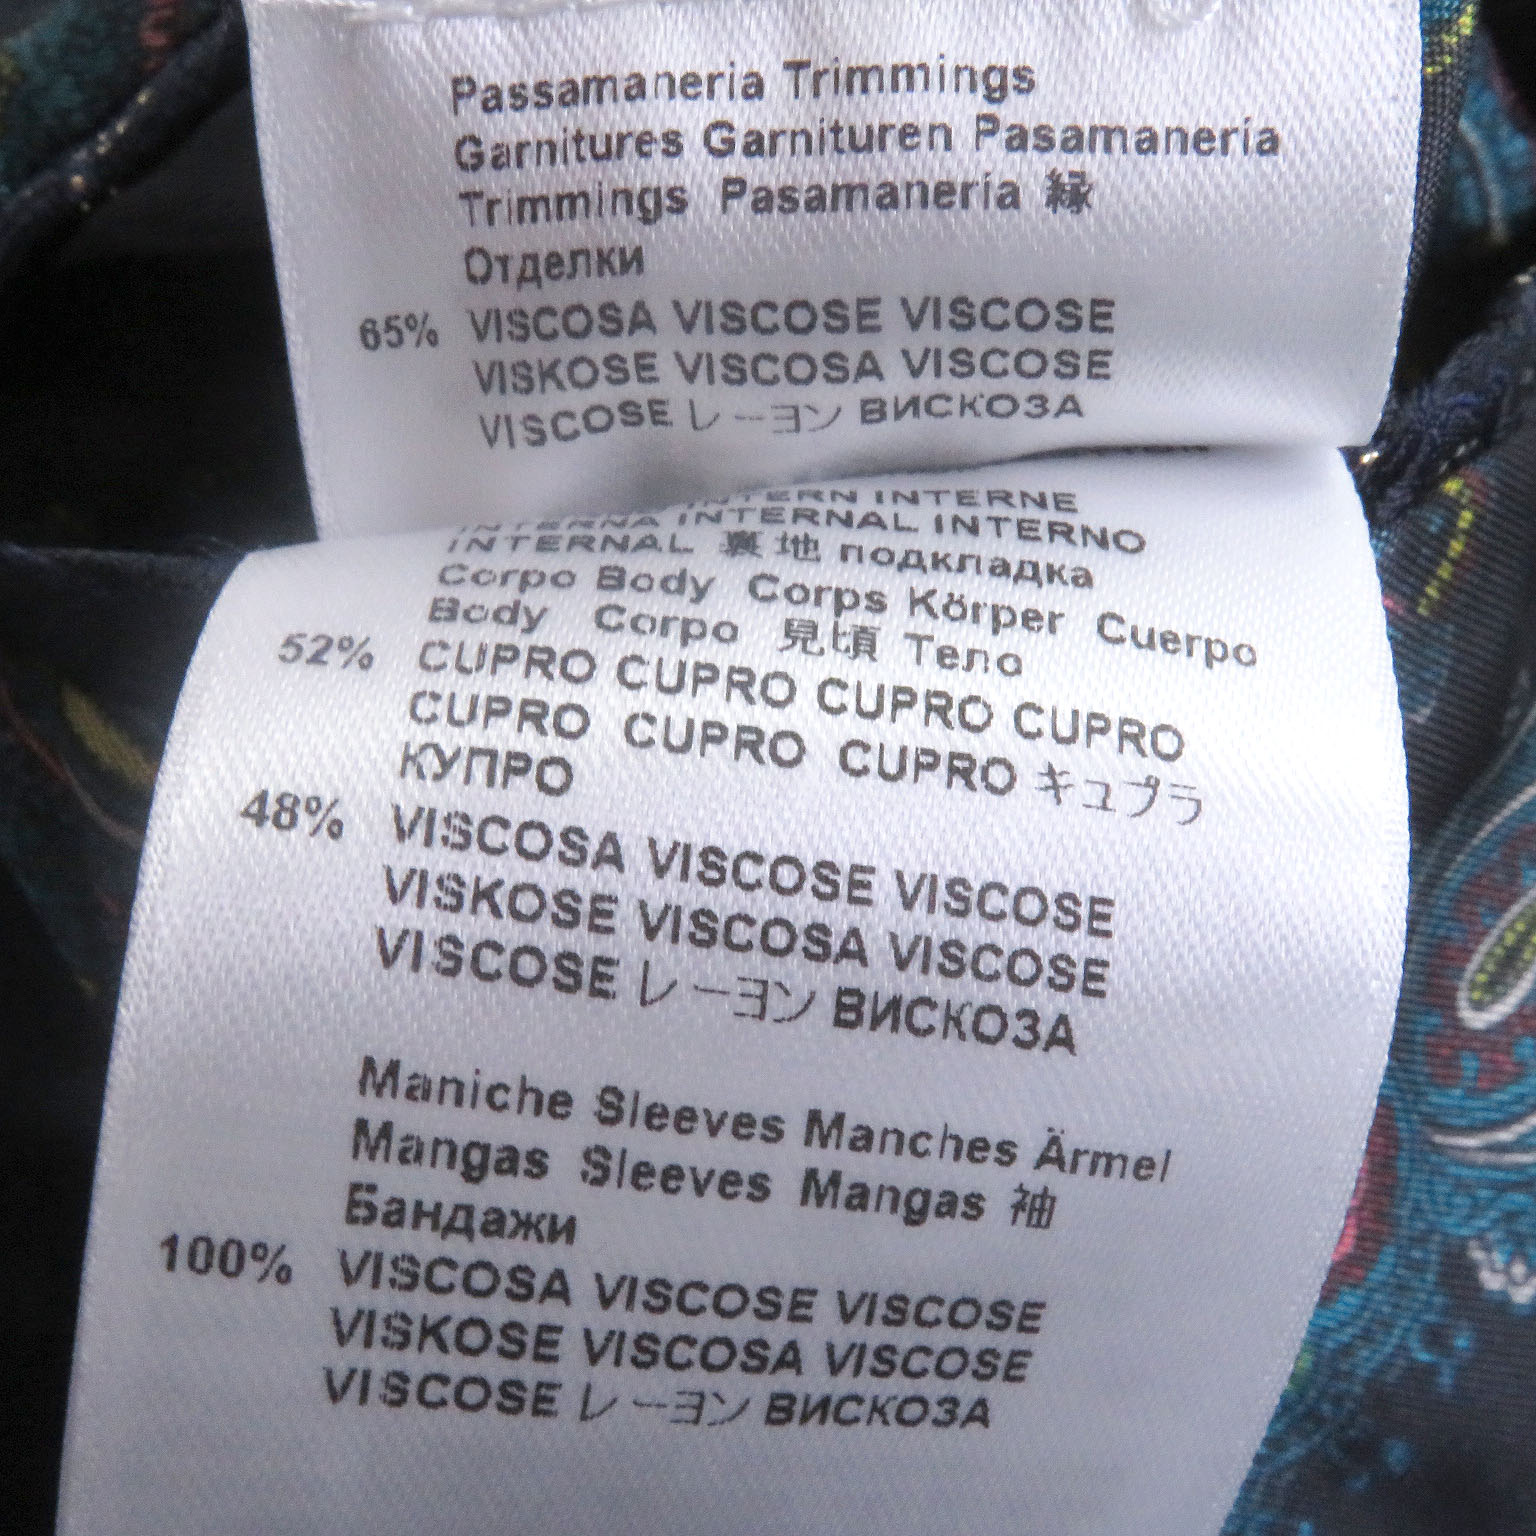 Passamaneria Trimmings
Garnitures Garnituren Pasamanería
Trimmings Pasamanería 縁
Отделки
65% VISCOSA VISCOSE VISCOSE
VISKOSE VISCOSA VISCOSE
VISCOSE レーヨン ВИСКОЗА
INTERN INTERNE
INTERNA INTERNAL INTERNO
INTERNAL 裏地 подкладка
Corpo Body Corps Körper Cuerpo
Body Corpo 見頃 Тело
52% CUPRO CUPRO CUPRO CUPRO
CUPRO CUPRO CUPRO キュプラ
КУПРО
48% VISCOSA VISCOSE VISCOSE
VISKOSE VISCOSA VISCOSE
VISCOSE レーヨン ВИСКОЗА
Maniche Sleeves Manches Ärmel
Mangas Sleeves Mangas 袖
Бандажи
100% VISCOSA VISCOSE VISCOSE
VISKOSE VISCOSA VISCOSE
VISCOSE レーヨン ВИСКОЗА